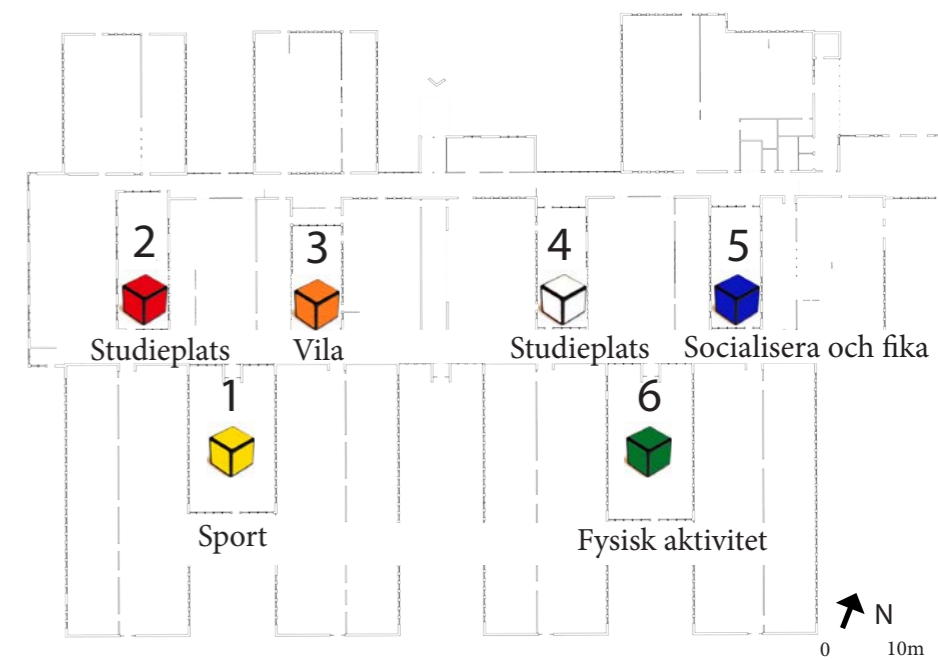 2
3
4
5
Studieplats
Vila
Studieplats
Socialisera och fika
1
6
Sport
Fysisk aktivitet
N
0 10m